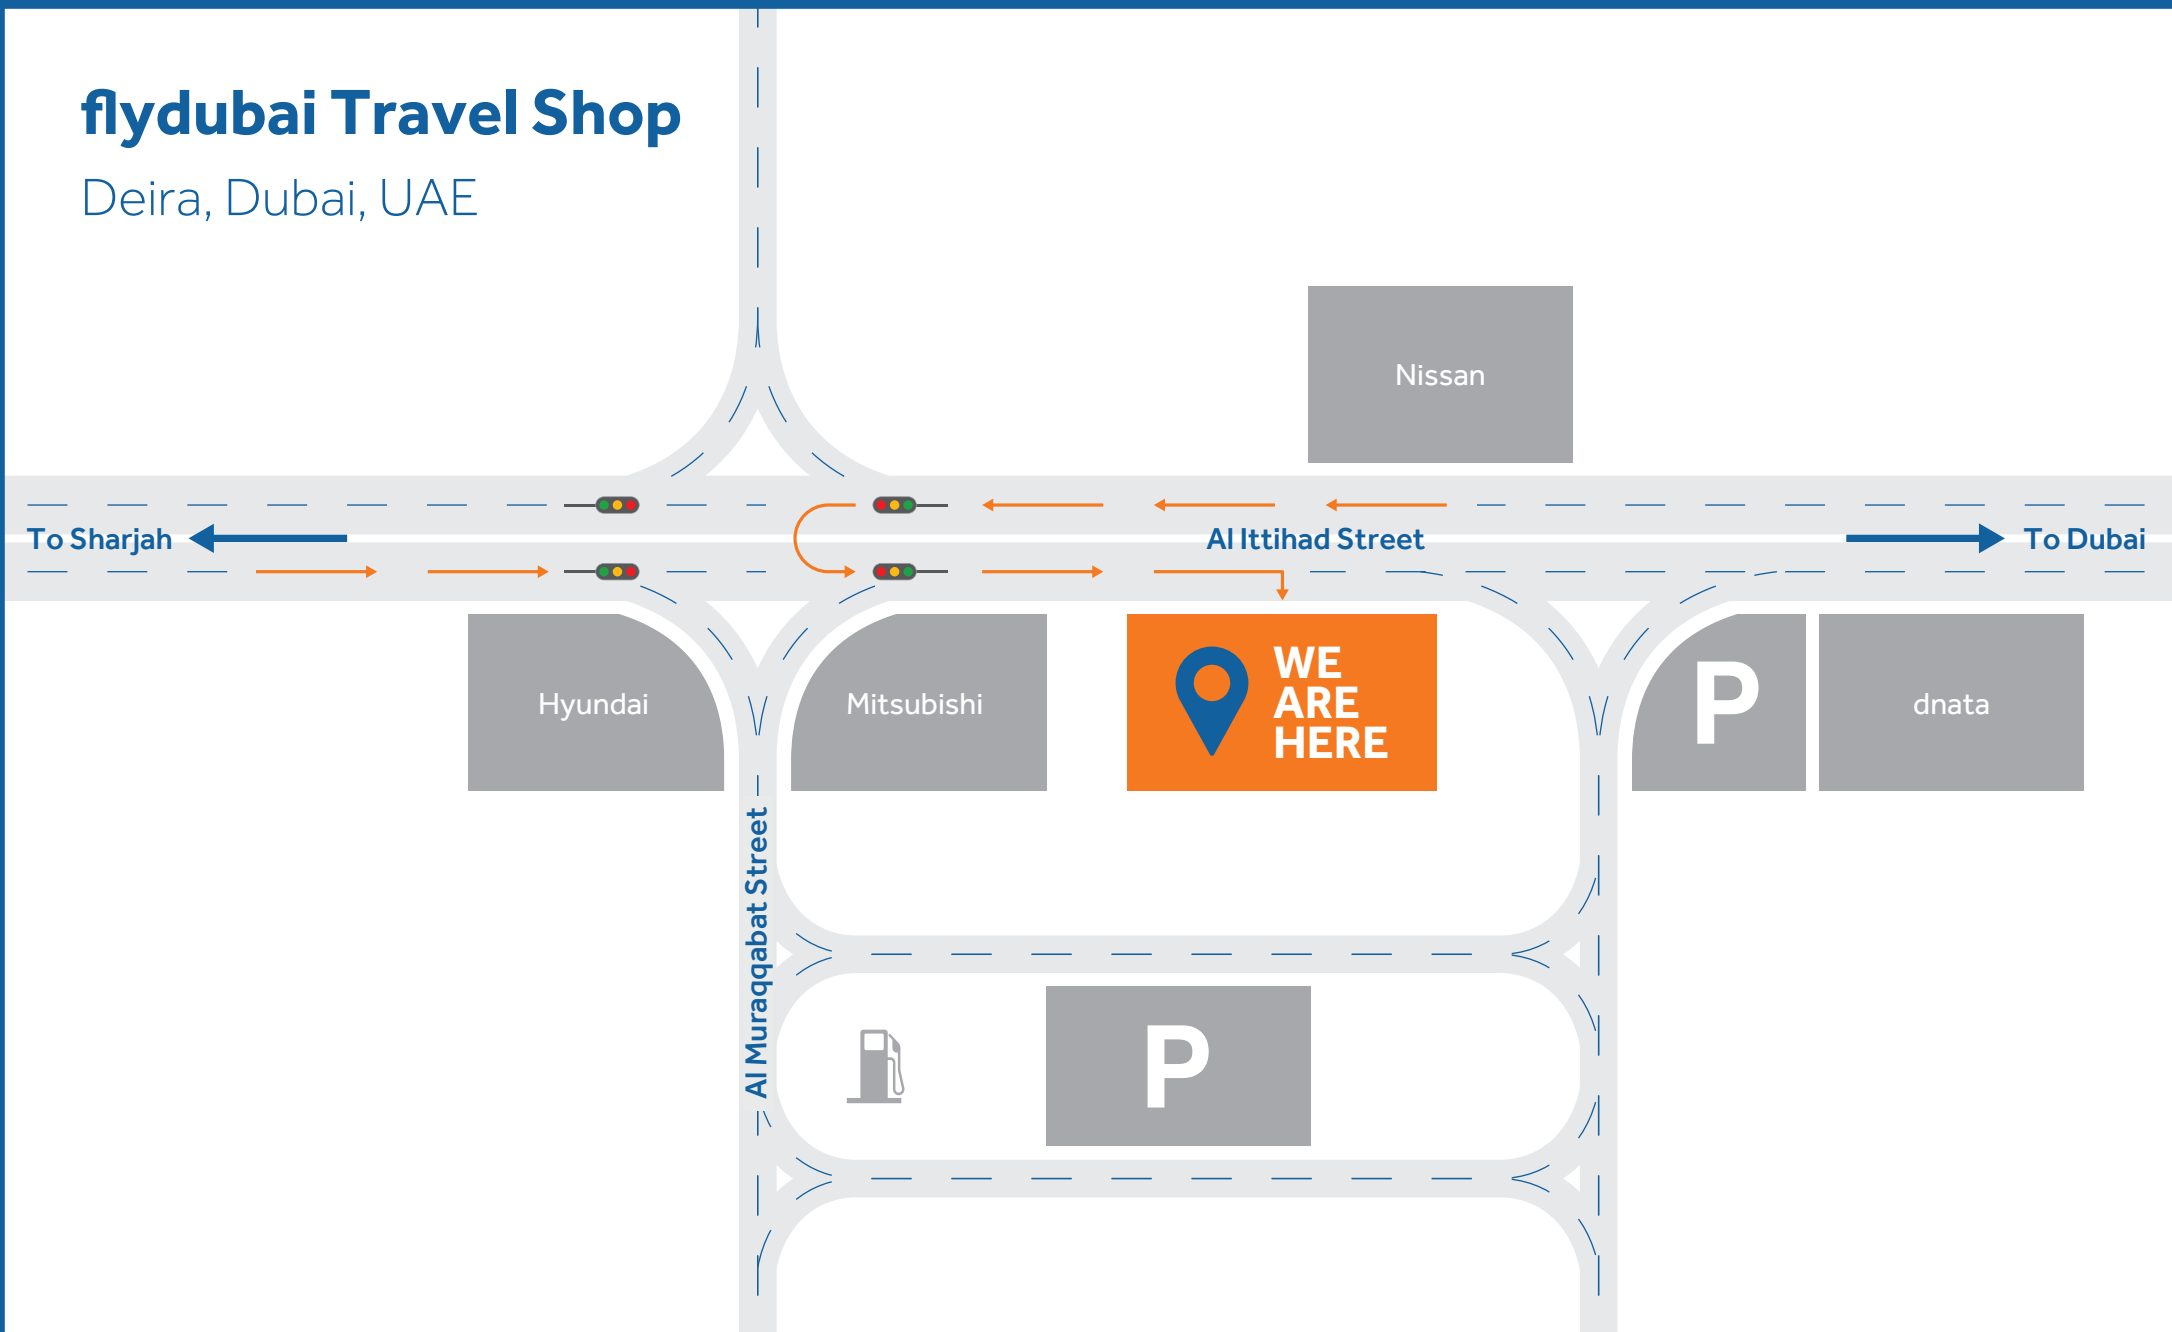 flydubai Travel Shop
Deira, Dubai, UAE
Nissan
To Sharjah
Al Ittihad Street
To Dubai
Hyundai
Mitsubishi
WE
ARE
HERE
P
dnata
Al Muraqqabat Street
P